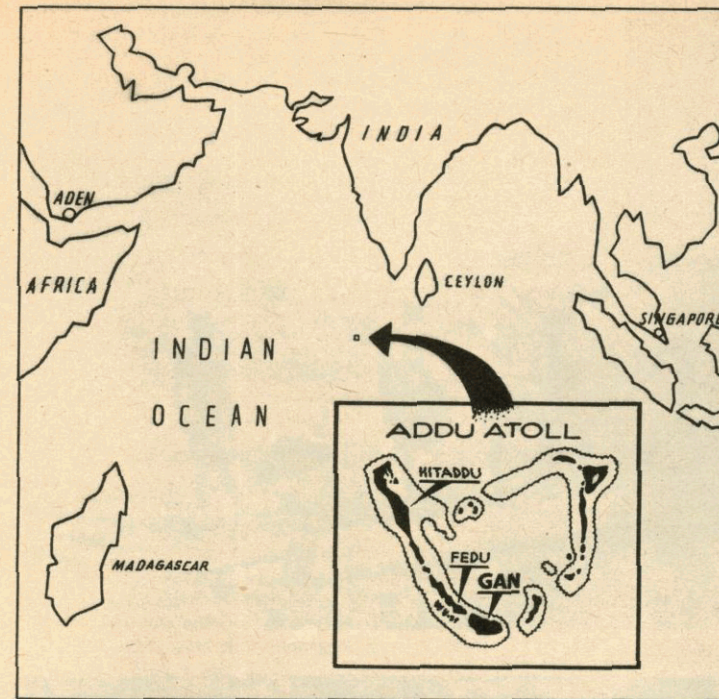 INDIA
ADEN
AFRICA
CEYLON
SINGAPORE
INDIAN
OCEAN
ADDU ATOLL
HITADDU
MADAGASCAR
FEDU
GAN